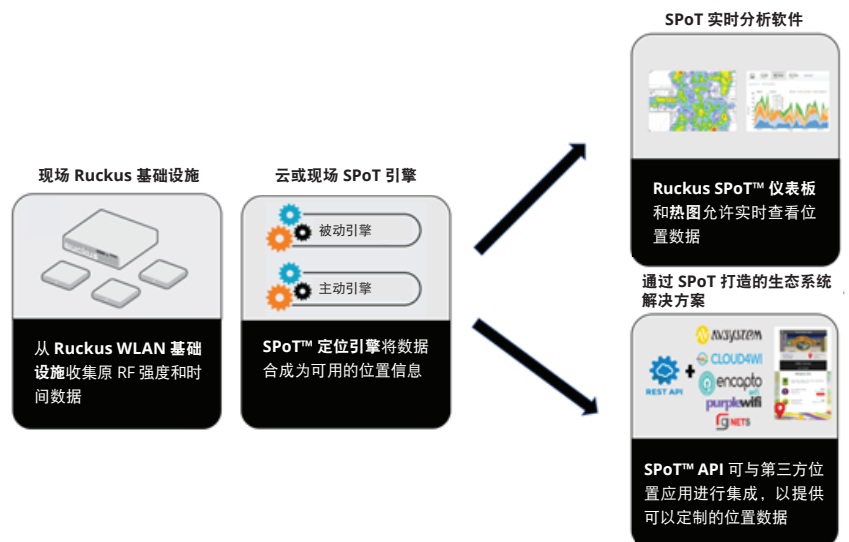 现场 Ruckus 基础设施
Ruckus
从 Ruckus WLAN 基础
设施收集原 RF 强度和时
间数据
云或现场 SPoT 引擎
被动引擎
主动引擎
SPoT™ 定位引擎将数据
合成为可用的位置信息
SPoT 实时分析软件
Ruckus SPoT™ 仪表板
和热图允许实时查看位
置数据
通过 SPoT 打造的生态系统
解决方案
AVSYSTEM
CLOUD4WI
REST API
+
encapto
wifi
purplewifi
NETS
SPoT™ API 可与第三方位
置应用进行集成，以提供
可以定制的位置数据